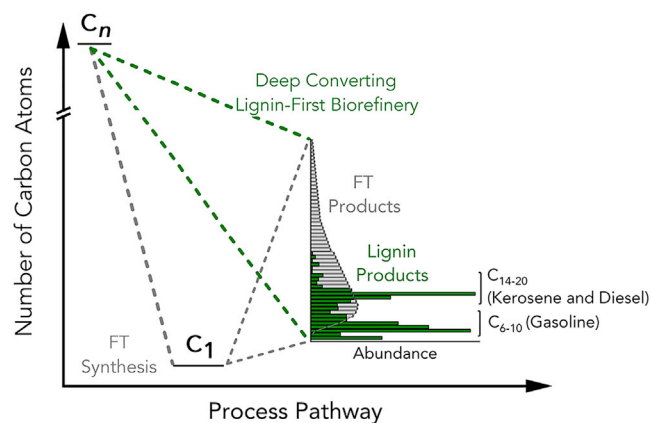 Cn
Deep Converting
Lignin-First Biorefinery
Number of Carbon Atoms
FT
Products
Lignin
Products
C14-20
(Kerosene and Diesel)
C6-10 (Gasoline)
FT
Synthesis
C1
Abundance
Process Pathway